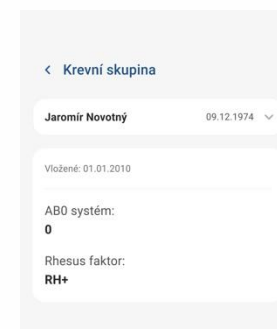 Krevní skupina
Jaromír Novotný 09.12.1974
Vložené: 01.01.2010
AB0 systém:
0
Rhesus faktor:
RH+